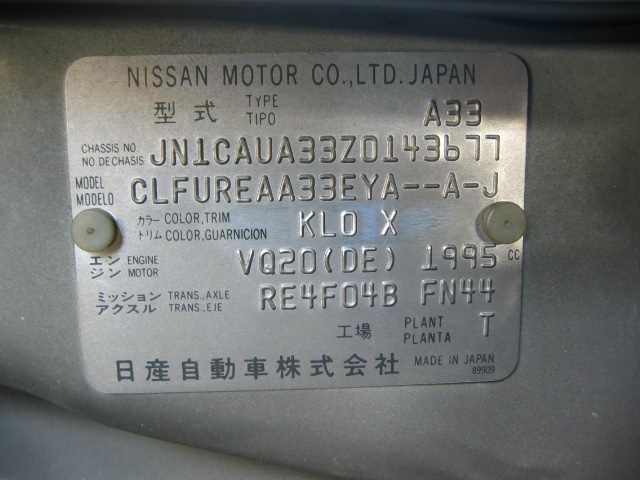 NISSAN MOTOR CO.,LTD. JAPAN
型式 TYPE TIPO A33
CHASSIS NO. NO.DE CHASIS JN1CAUA33Z0143677
MODEL MODELO CLFUREAA33EYA--A-J
カラー COLOR,TRIM トリム COLOR,GUARNICION KL0 X
エンジン ENGINE MOTOR VQ20(DE) 1995 CC
ミッション TRANS.,AXLE アクスル TRANS.,EJE RE4F04B FN44
工場 PLANT PLANTA T
日産自動車株式会社 MADE IN JAPAN
89909